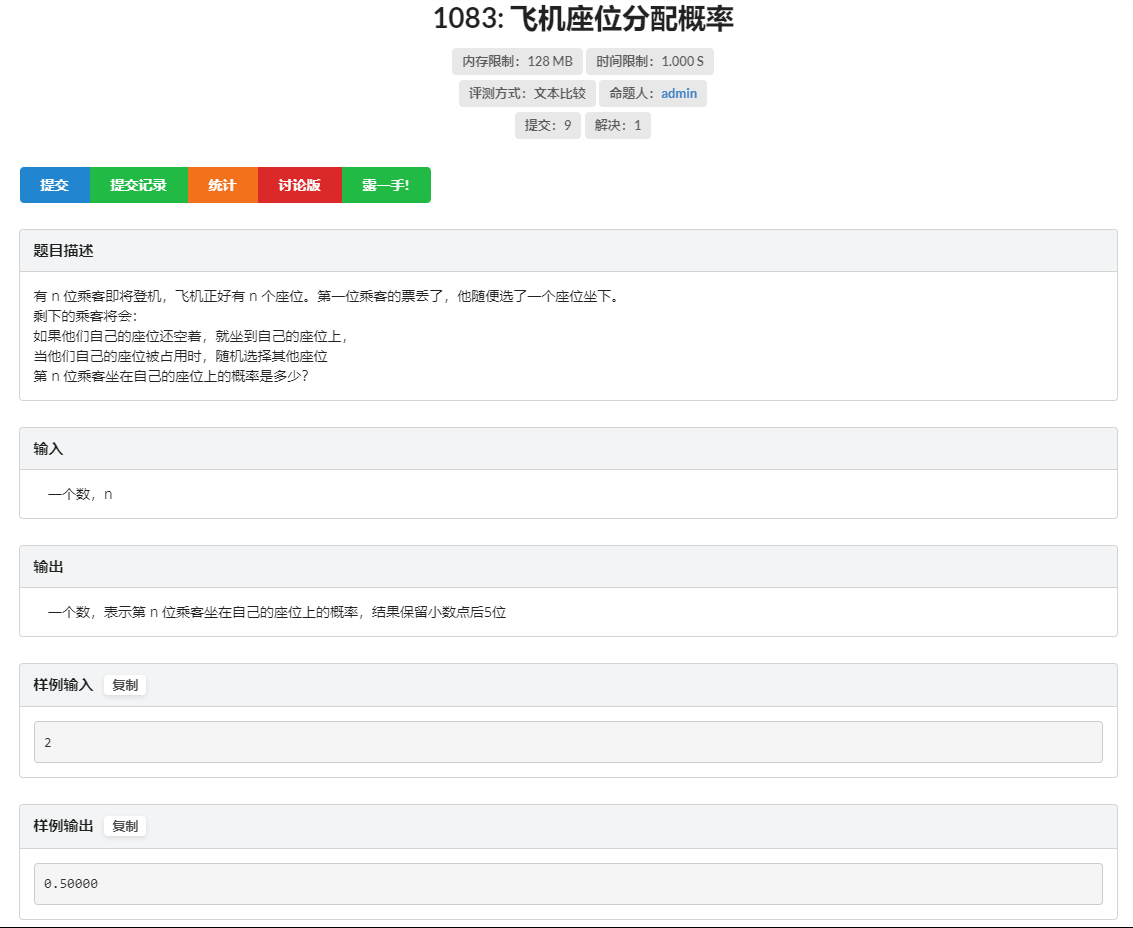 1083: 飞机座位分配概率
内存限制：128 MB 时间限制：1.000 S
评测方式：文本比较 命题人：admin
提交：9 解决：1
提交 提交记录 统计 讨论版 露一手!
题目描述
有 n 位乘客即将登机，飞机正好有 n 个座位。第一位乘客的票丢了，他随便选了一个座位坐下。
剩下的乘客将会：
如果他们自己的座位还空着，就坐到自己的座位上，
当他们自己的座位被占用时，随机选择其他座位
第 n 位乘客坐在自己的座位上的概率是多少？
输入
一个数，n
输出
一个数，表示第 n 位乘客坐在自己的座位上的概率，结果保留小数点后5位
样例输入 复制
2
样例输出 复制
0.50000